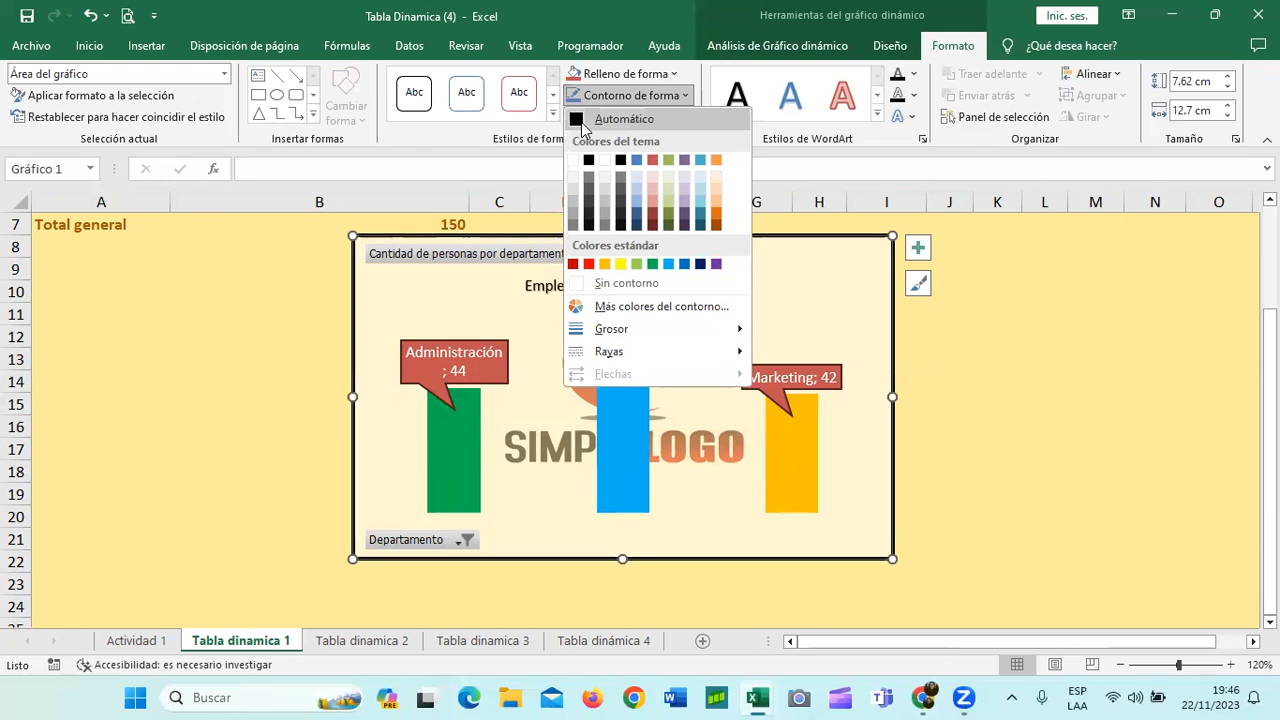 Tabla Dinamica (4) - Excel
Herramientas del gráfico dinámico
Inic. ses.
Archivo Inicio Insertar Disposición de página Fórmulas Datos Revisar Vista Programador Ayuda Análisis de Gráfico dinámico Diseño Formato ¿Qué desea hacer?
Área del gráfico
Aplicar formato a la selección
Restablecer para hacer coincidir el estilo
Selección actual
Cambiar
forma
Insertar formas
Abc Abc Abc
Relleno de forma
Contorno de forma
Estilos de form
A A A
A
A
A
Estilos de WordArt
Traer adelante
Enviar atrás
Panel de selección
Alinear
Agrupar
Girar
Organizar
7.62 cm
12.7 cm
Tamaño
Gráfico 1
fx
Automático
Colores del tema
Colores estándar
Sin contorno
Más colores del contorno...
Grosor
Rayas
Flechas
A B C G H I J K L M N O
7 Total general 150
8
9
10
11
12
13
14
15
16
17
18
19
20
21
22
23
24
Cantidad de personas por departament
Emple
Administración
; 44
Marketing; 42
SIMP LOGO
Departamento
Actividad 1 Tabla dinamica 1 Tabla dinamica 2 Tabla dinamica 3 Tabla dinámica 4
Listo Accesibilidad: es necesario investigar 120%
Buscar
PRE
ESP
LAA
19:46
22/11/2023